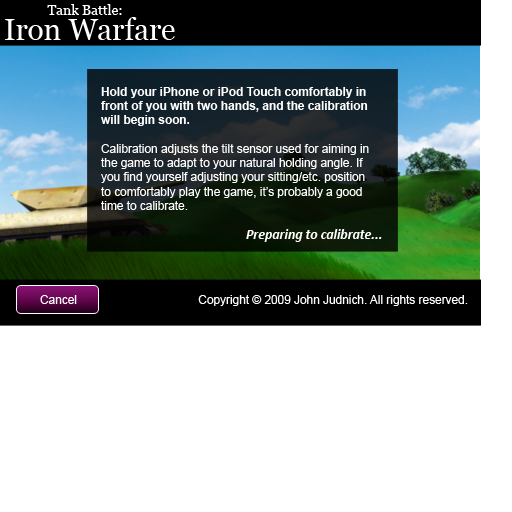 Tank Battle:
Iron Warfare
Hold your iPhone or iPod Touch comfortably in
front of you with two hands, and the calibration
will begin soon.
Calibration adjusts the tilt sensor used for aiming in
the game to adapt to your natural holding angle. If
you find yourself adjusting your sitting/etc. position
to comfortably play the game, it's probably a good
time to calibrate.
Preparing to calibrate...
Cancel
Copyright © 2009 John Judnich. All rights reserved.